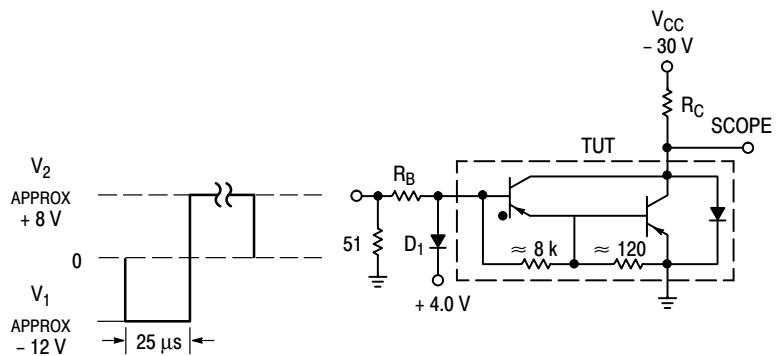 V2
APPROX
+ 8 V
0
V1
APPROX
– 12 V
25 μs
VCC
– 30 V
RC
SCOPE
TUT
RB
51
D1
+ 4.0 V
≈ 8 k
≈ 120